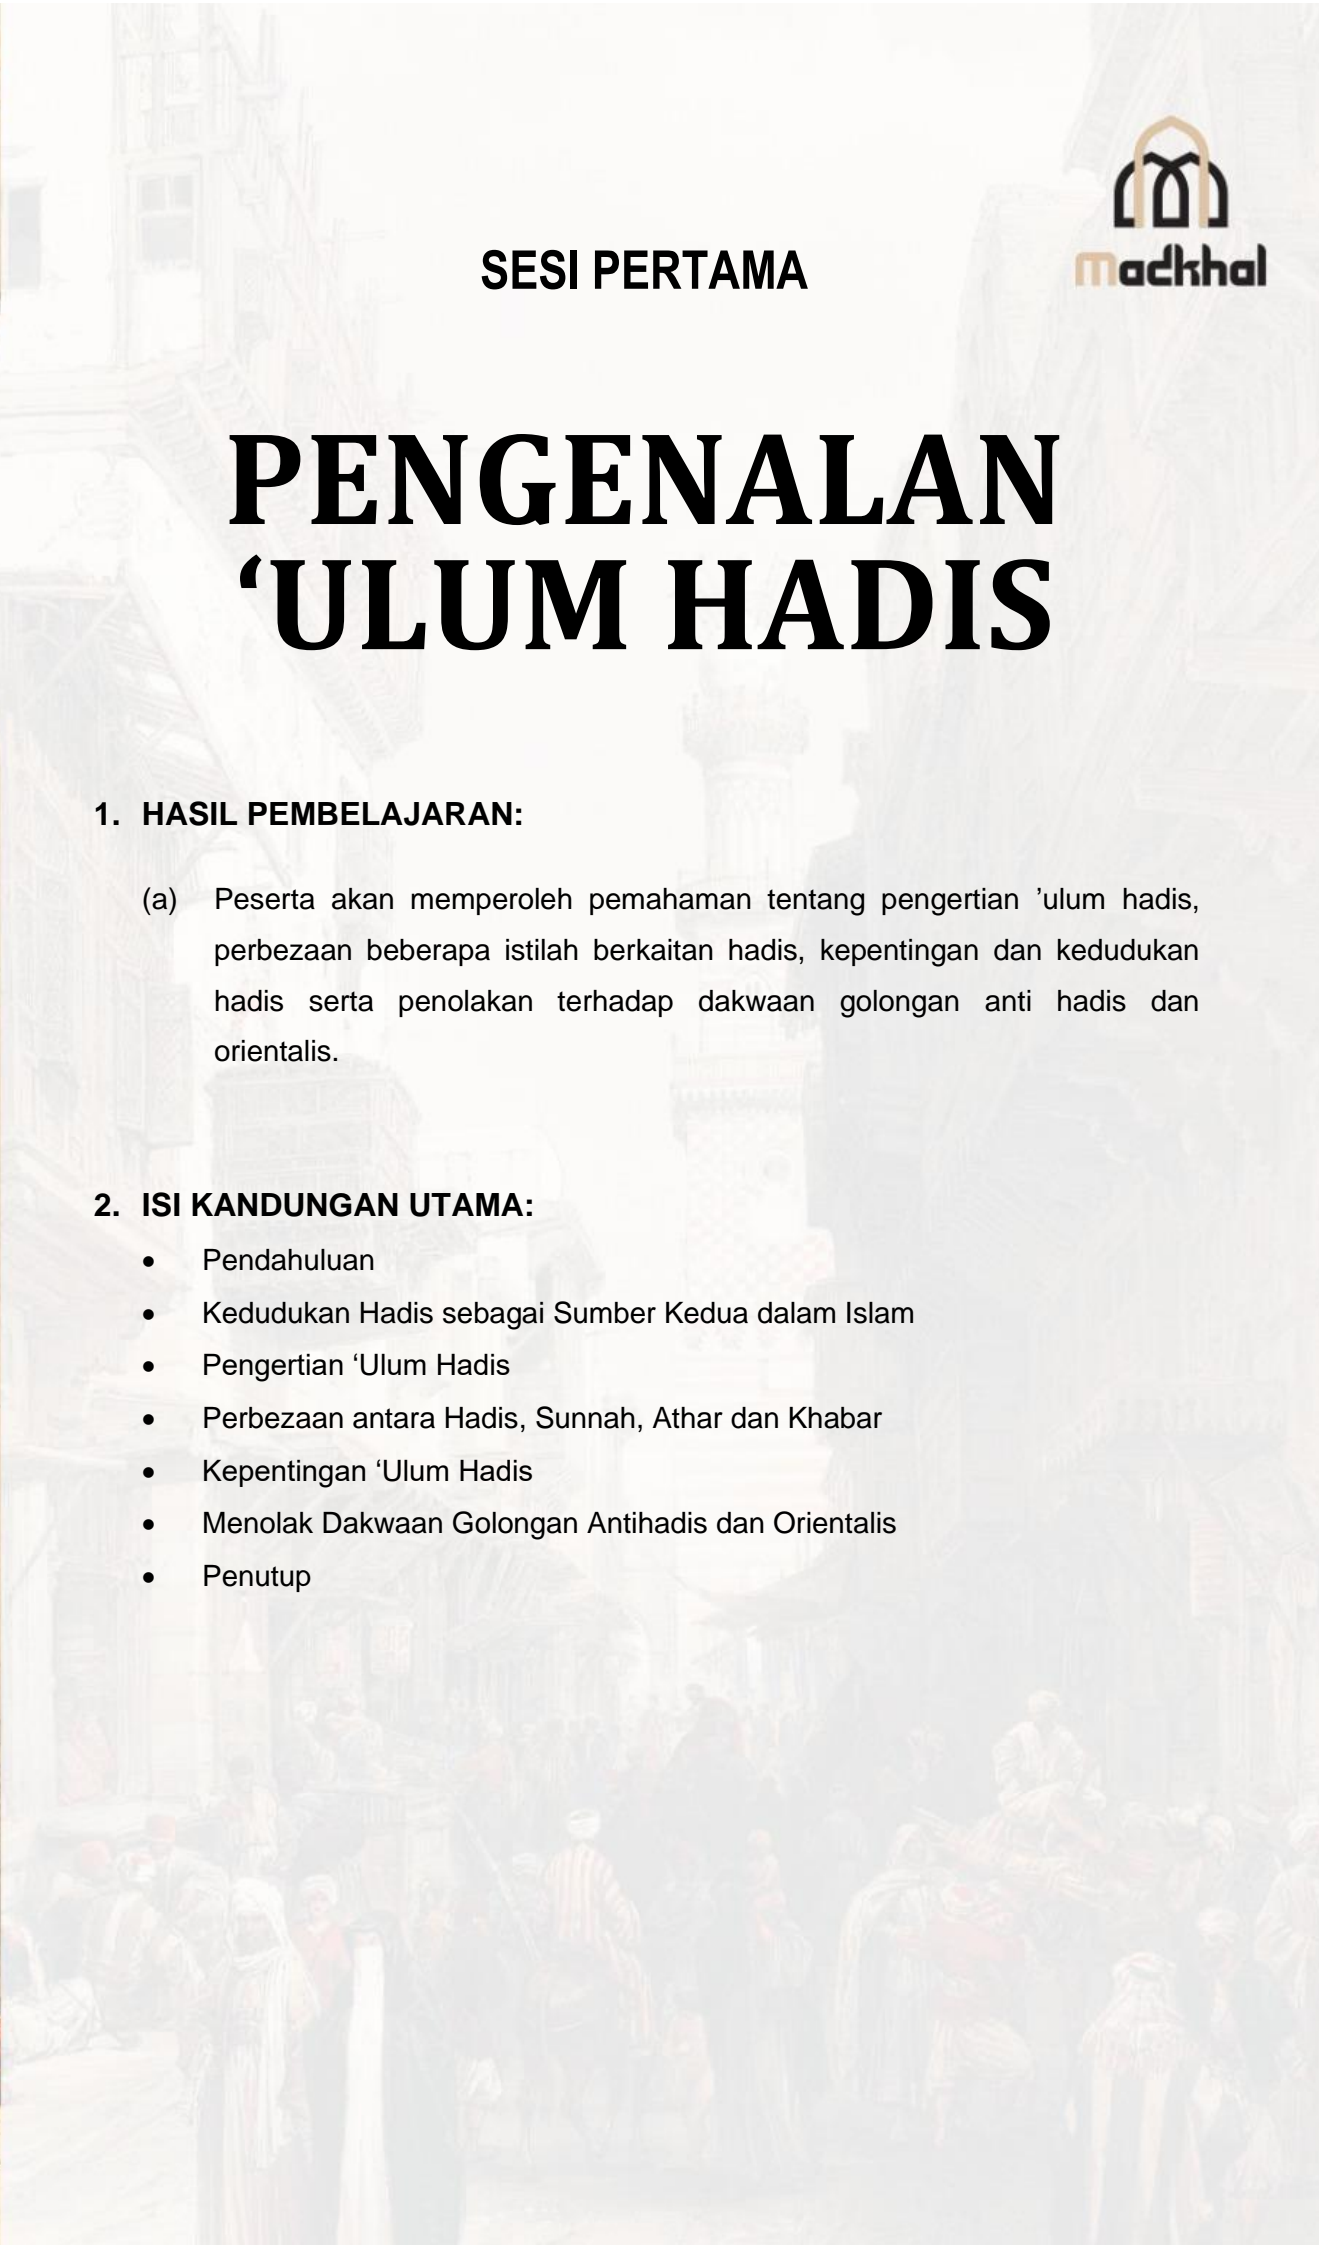 madkhal
SESI PERTAMA
PENGENALAN
‘ULUM HADIS
1. HASIL PEMBELAJARAN:
(a) Peserta akan memperoleh pemahaman tentang pengertian ’ulum hadis,
perbezaan beberapa istilah berkaitan hadis, kepentingan dan kedudukan
hadis serta penolakan terhadap dakwaan golongan anti hadis dan
orientalis.
2. ISI KANDUNGAN UTAMA:
• Pendahuluan
• Kedudukan Hadis sebagai Sumber Kedua dalam Islam
• Pengertian ‘Ulum Hadis
• Perbezaan antara Hadis, Sunnah, Athar dan Khabar
• Kepentingan ‘Ulum Hadis
• Menolak Dakwaan Golongan Antihadis dan Orientalis
• Penutup